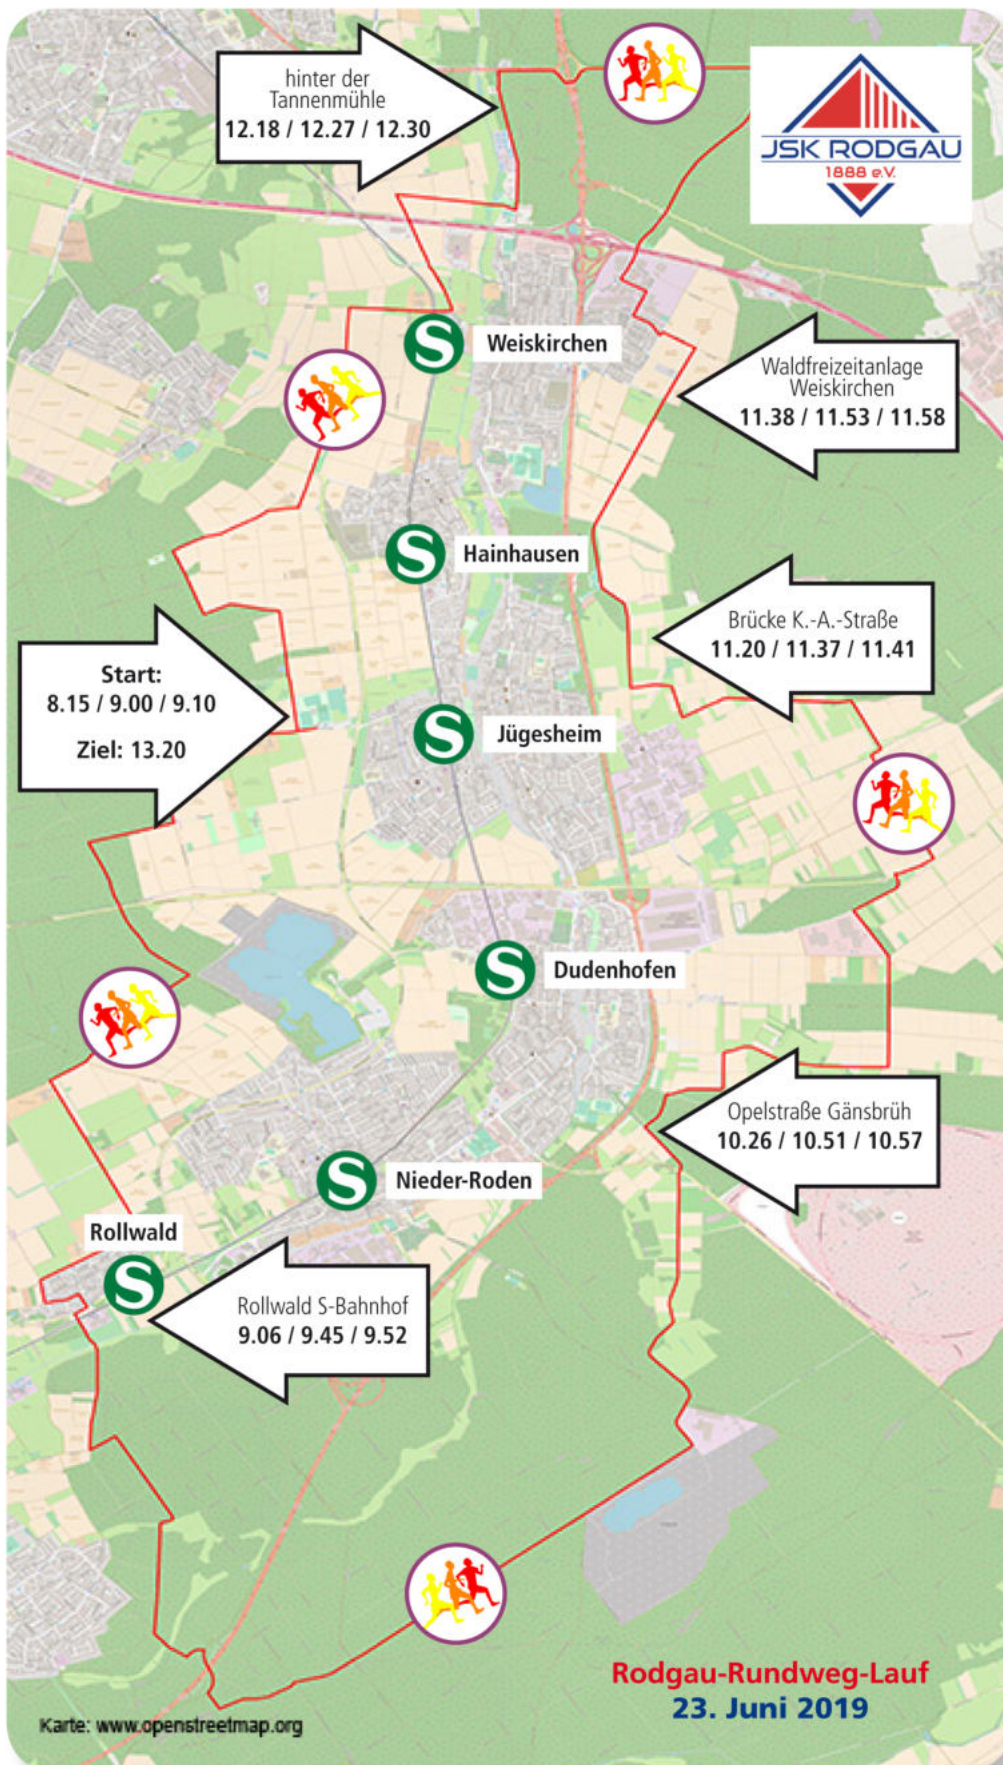 hinter der
Tannenmühle
12.18 / 12.27 / 12.30
JSK RODGAU
1888 e.V.
S
Weiskirchen
Waldfreizeitanlage
Weiskirchen
11.38 / 11.53 / 11.58
S
Hainhausen
Brücke K.-A.-Straße
11.20 / 11.37 / 11.41
Start:
8.15 / 9.00 / 9.10
Ziel: 13.20
S
Jügesheim
S
Dudenhofen
Opelstraße Gänsbrüh
10.26 / 10.51 / 10.57
S
Nieder-Roden
Rollwald
S
Rollwald S-Bahnhof
9.06 / 9.45 / 9.52
Rodgau-Rundweg-Lauf
23. Juni 2019
Karte: www.openstreetmap.org